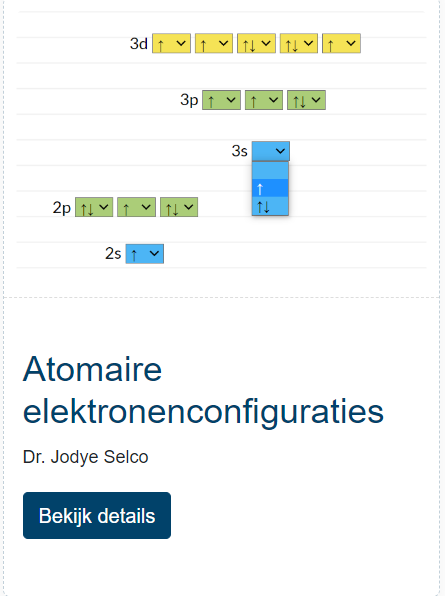 3d ↑ ↑ ↑↓ ↑↓ ↑
3p ↑ ↑ ↑↓
3s
↑
↑↓
2p ↑↓ ↑ ↑↓
2s ↑
Atomaire
elektronenconfiguraties
Dr. Jodye Selco
Bekijk details